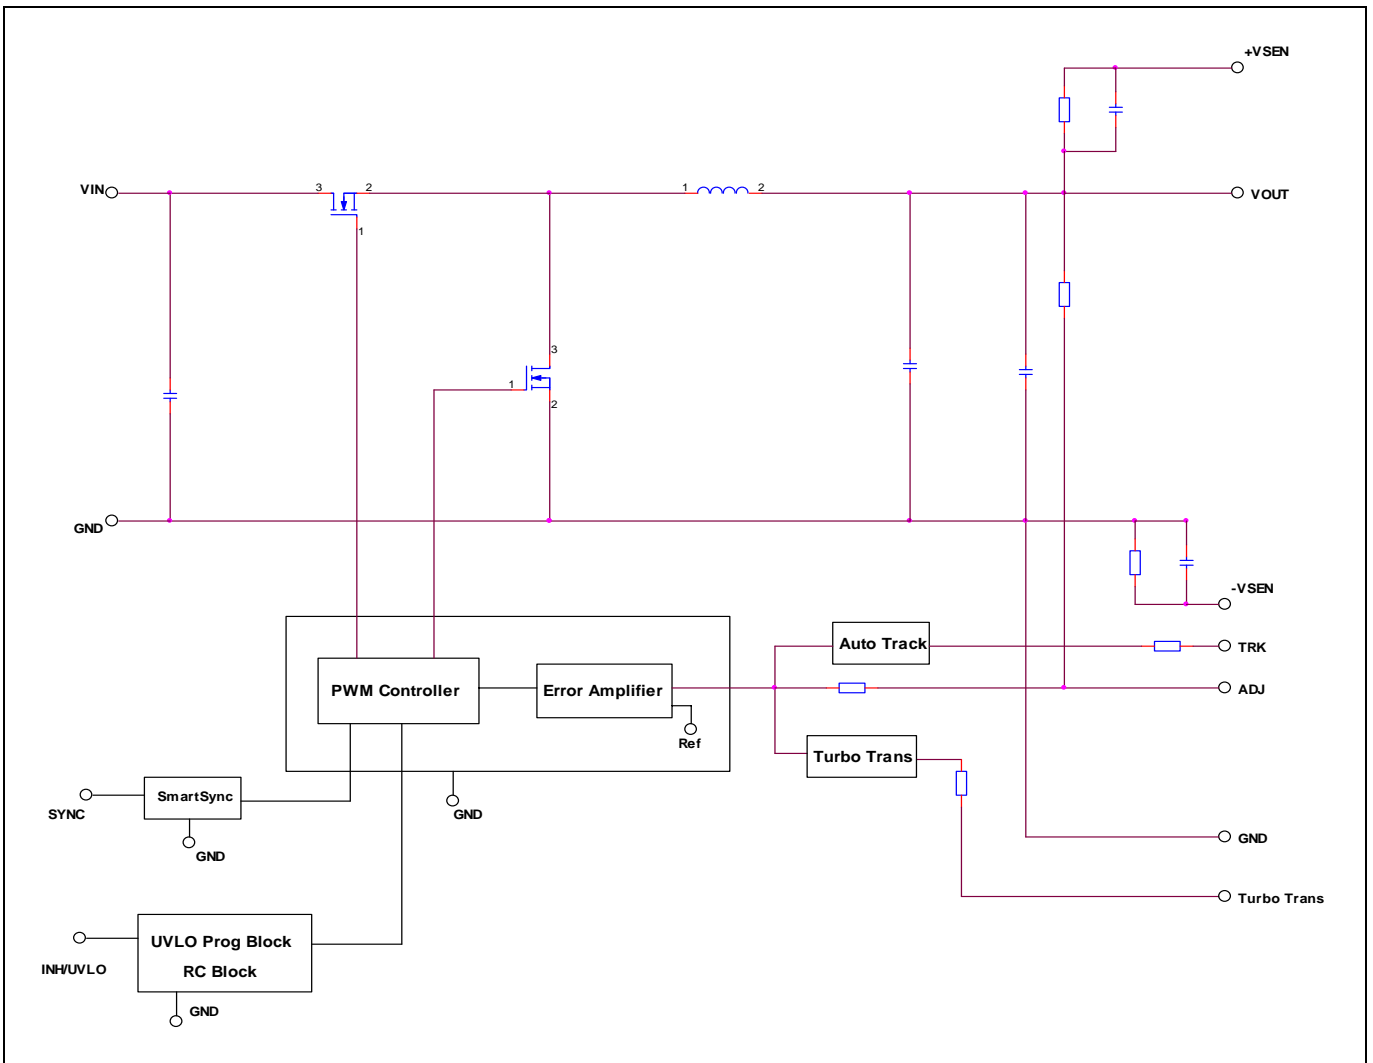 +VSEN
VIN
3
2
1
2
VOUT
1
3
1
2
GND
-VSEN
Auto Track
TRK
PWM Controller
Error Amplifier
ADJ
Ref
Turbo Trans
SmartSync
SYNC
GND
GND
GND
Turbo Trans
UVLO Prog Block
RC Block
INH/UVLO
GND